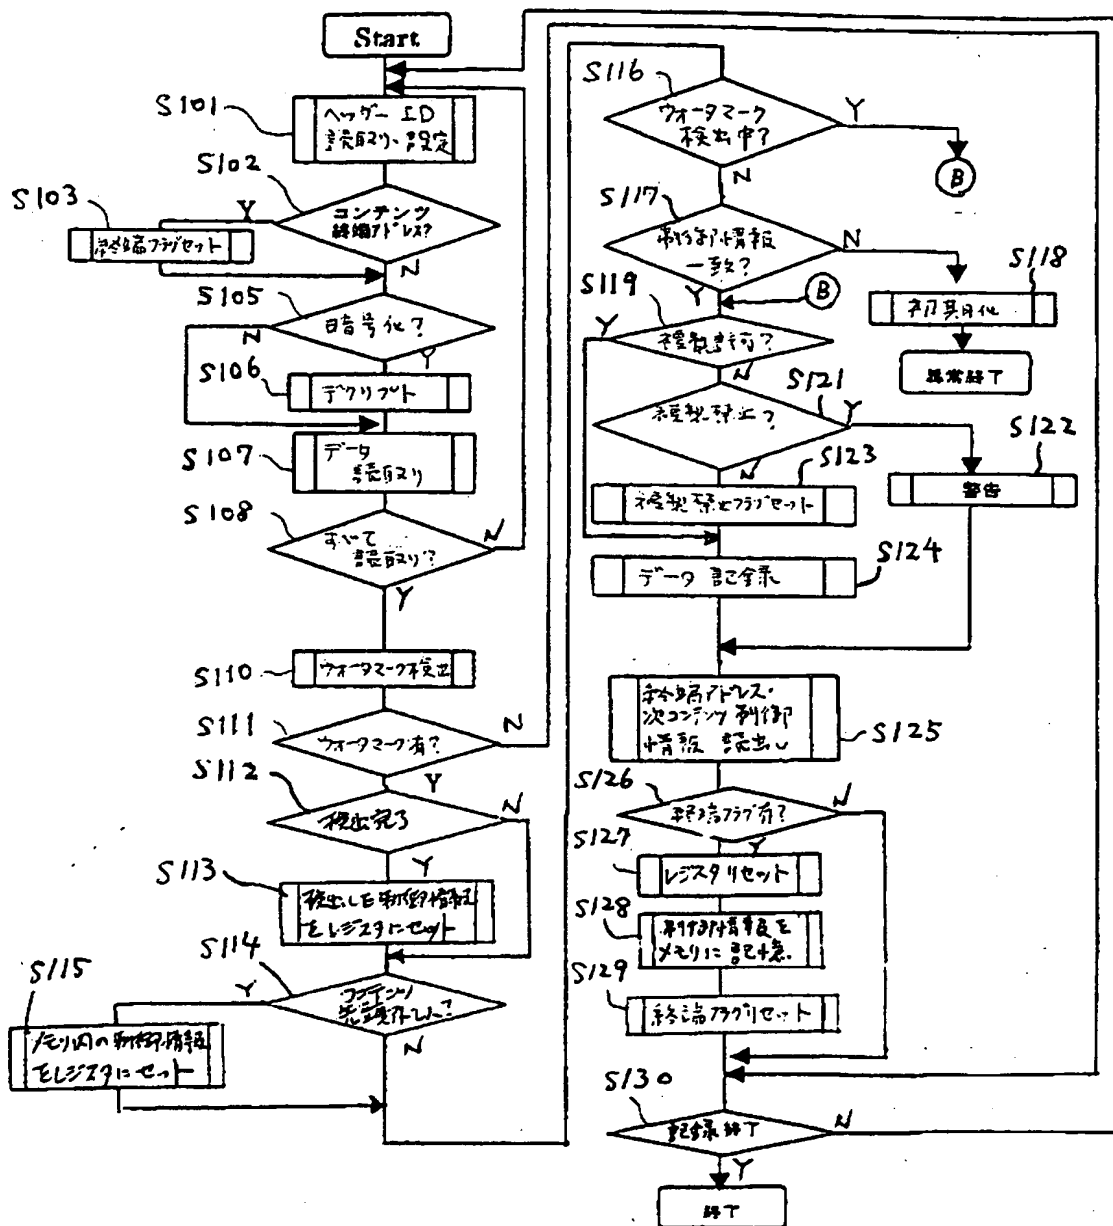 Start
S101
ヘッダー ID
読取り、設定
S102
コンテンツ
終端アドレス?
Y
N
S103
終端フラグセット
S105
暗号化?
N
Y
S106
デクリプト
S107
データ
読取り
S108
すべて
読取り?
N
Y
S110
ウォータマーク検出
S111
ウォータマーク有?
N
Y
S112
検出完了
N
Y
S113
検出した制御情報
をレジスタにセット
S114
コンテンツ
先頭アドレス?
Y
N
S115
メモリ内の制御情報
をレジスタにセット
S116
ウォータマーク
検出中?
Y
B
N
S117
制御情報
一致?
N
Y
S118
初期化
異常終了
B
S119
複製許可?
Y
N
S121
複製禁止?
Y
N
S122
警告
S123
複製禁止フラグセット
S124
データ記録
S125
終端アドレス・
次コンテンツ制御
情報 読出し
S126
終端フラグ有?
N
Y
S127
レジスタリセット
S128
制御情報を
メモリに記憶
S129
終端フラグリセット
S130
記録終了
N
Y
終了